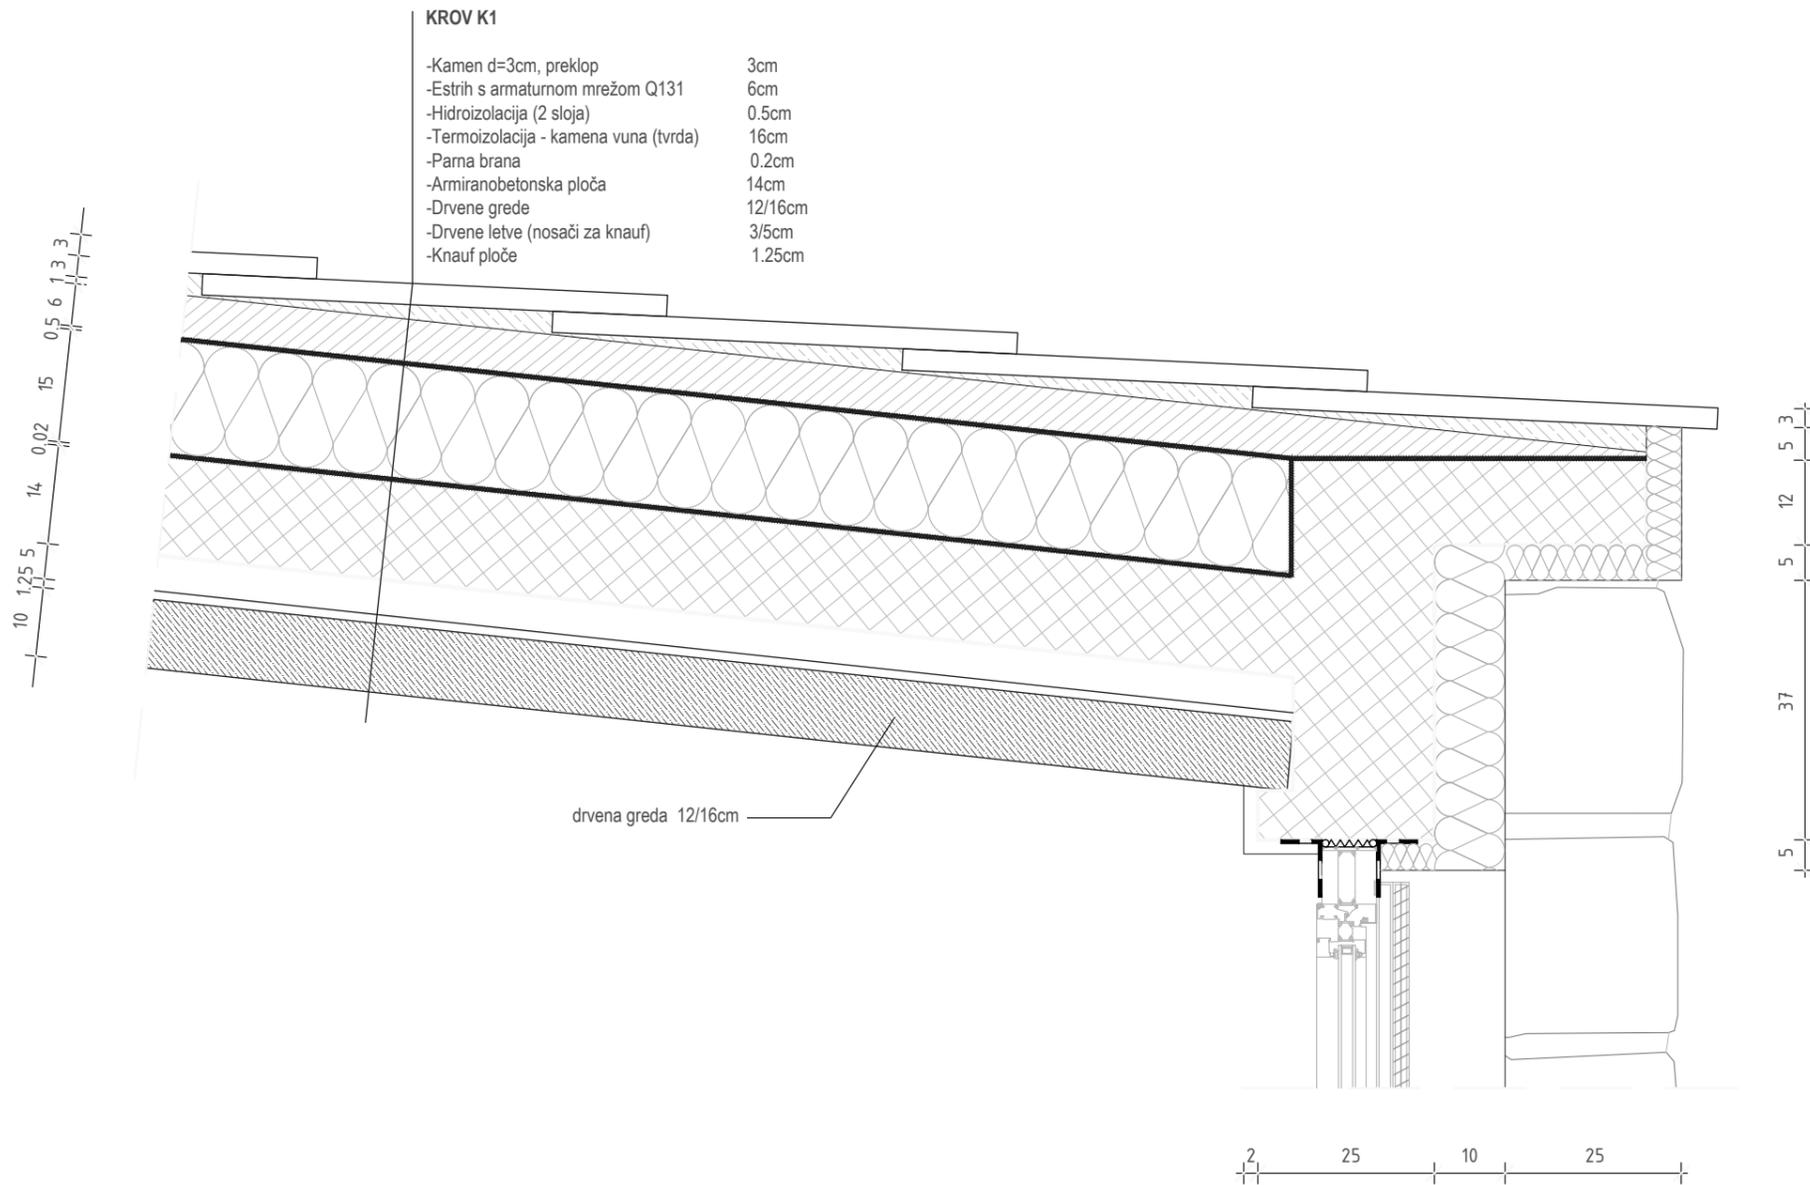 KROV K1
-Kamen d=3cm, preklop 3cm
-Estrih s armaturnom mrežom Q131 6cm
-Hidroizolacija (2 sloja) 0.5cm
-Termoizolacija - kamena vuna (tvrda) 16cm
-Parna brana 0.2cm
-Armiranobetonska ploča 14cm
-Drvene grede 12/16cm
-Drvene letve (nosači za knauf) 3/5cm
-Knauf ploče 1.25cm
3
3
1
6
0,5
15
0,02
14
5
1,25
10
3
5
12
5
37
5
drvena greda 12/16cm
2 25 10 25